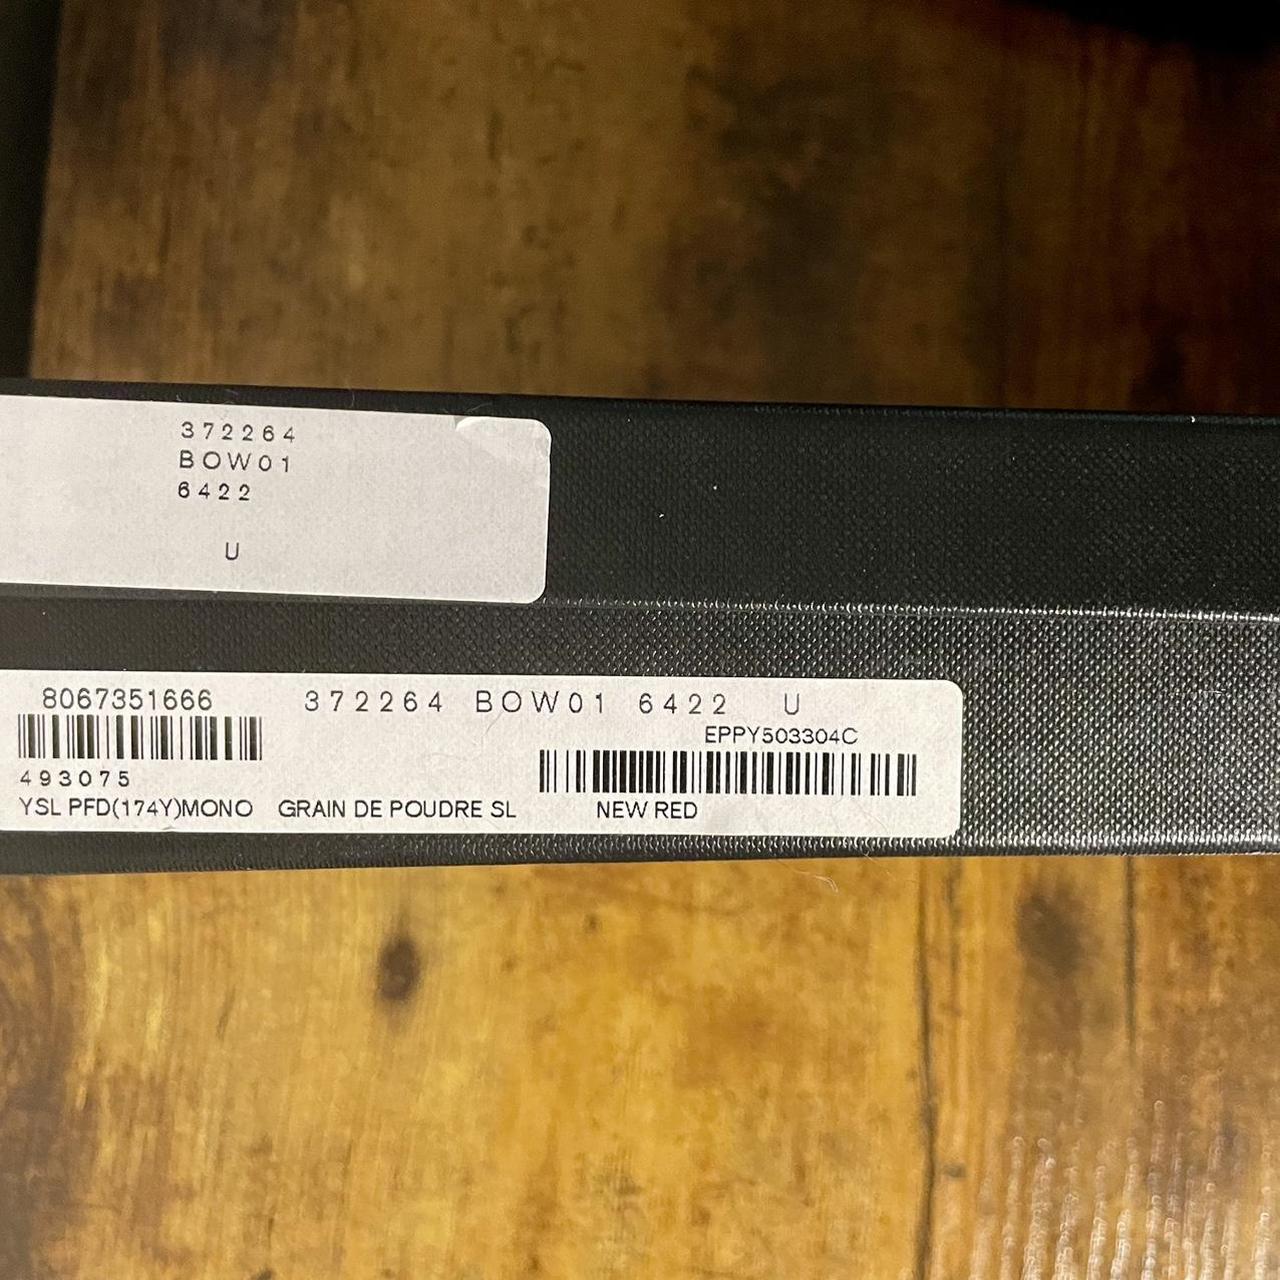 372264
BOW01
6422
U
8067351666 372264 BOW01 6422 U
EPPY503304C
493075
YSL PFD(174Y)MONO GRAIN DE POUDRE SL NEW RED